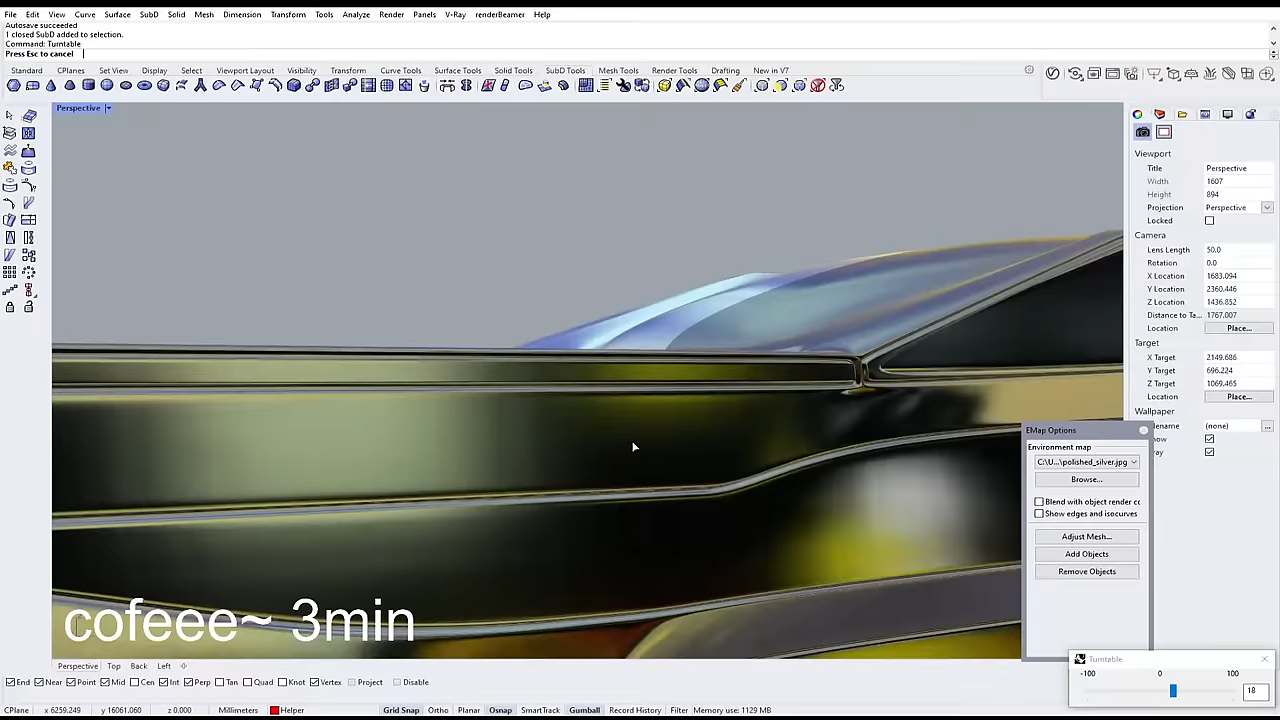 File Edit View Curve Surface SubD Solid Mesh Dimension Transform Tools Analyze Render Panels V-Ray renderBeamer Help
Autosave succeeded
1 closed SubD added to selection.
Command: Turntable
Press Esc to cancel
Standard CPlanes Set View Display Select Viewport Layout Visibility Transform Curve Tools Surface Tools Solid Tools SubD Tools Mesh Tools Render Tools Drafting New in V7
Perspective
Viewport
Title Perspective
Width 1607
Height 894
Projection Perspective
Locked
Camera
Lens Length 50.0
Rotation 0.0
X Location 1683.094
Y Location 2360.446
Z Location 1436.852
Distance to Ta... 1767.007
Location Place...
Target
X Target 2149.686
Y Target 696.224
Z Target 1069.465
Location Place...
Wallpaper
lename (none) ...
how
ray
EMap Options
Environment map
C:\U...\polished_silver.jpg
Browse...
Blend with object render cc
Show edges and isocurves
Adjust Mesh...
Add Objects
Remove Objects
cofeee~ 3min
Turntable
-100 0 100
18
Perspective Top Back Left
End Near Point Mid Cen Int Perp Tan Quad Knot Vertex Project Disable
CPlane x 6259.249 y 16061.060 z 0.000 Millimeters Helper Grid Snap Ortho Planar Osnap SmartTrack Gumball Record History Filter Memory use: 1129 MB